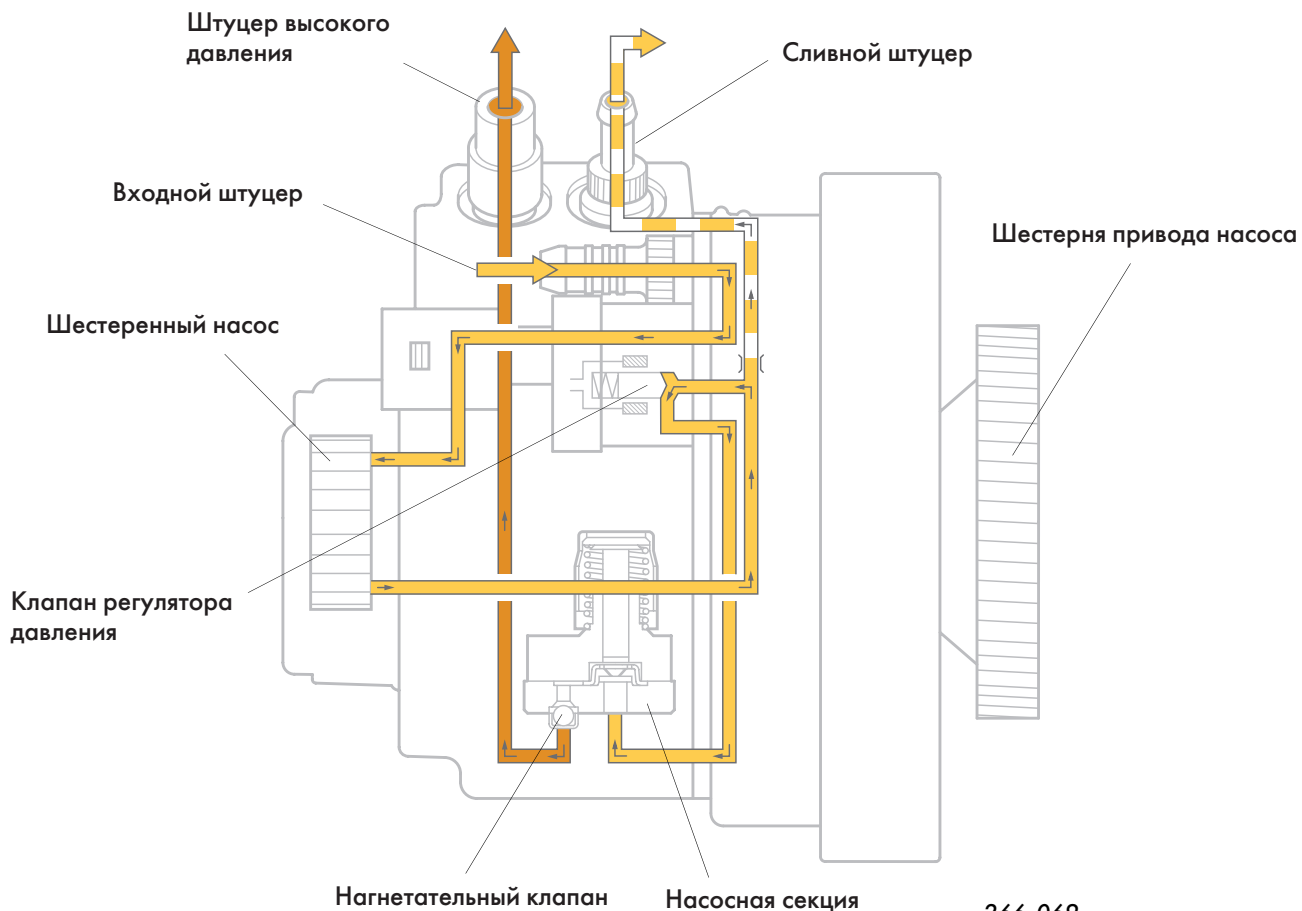 Штуцер высокого
давления
Сливной штуцер
Входной штуцер
Шестерня привода насоса
Шестеренный насос
Клапан регулятора
давления
Нагнетательный клапан
Насосная секция